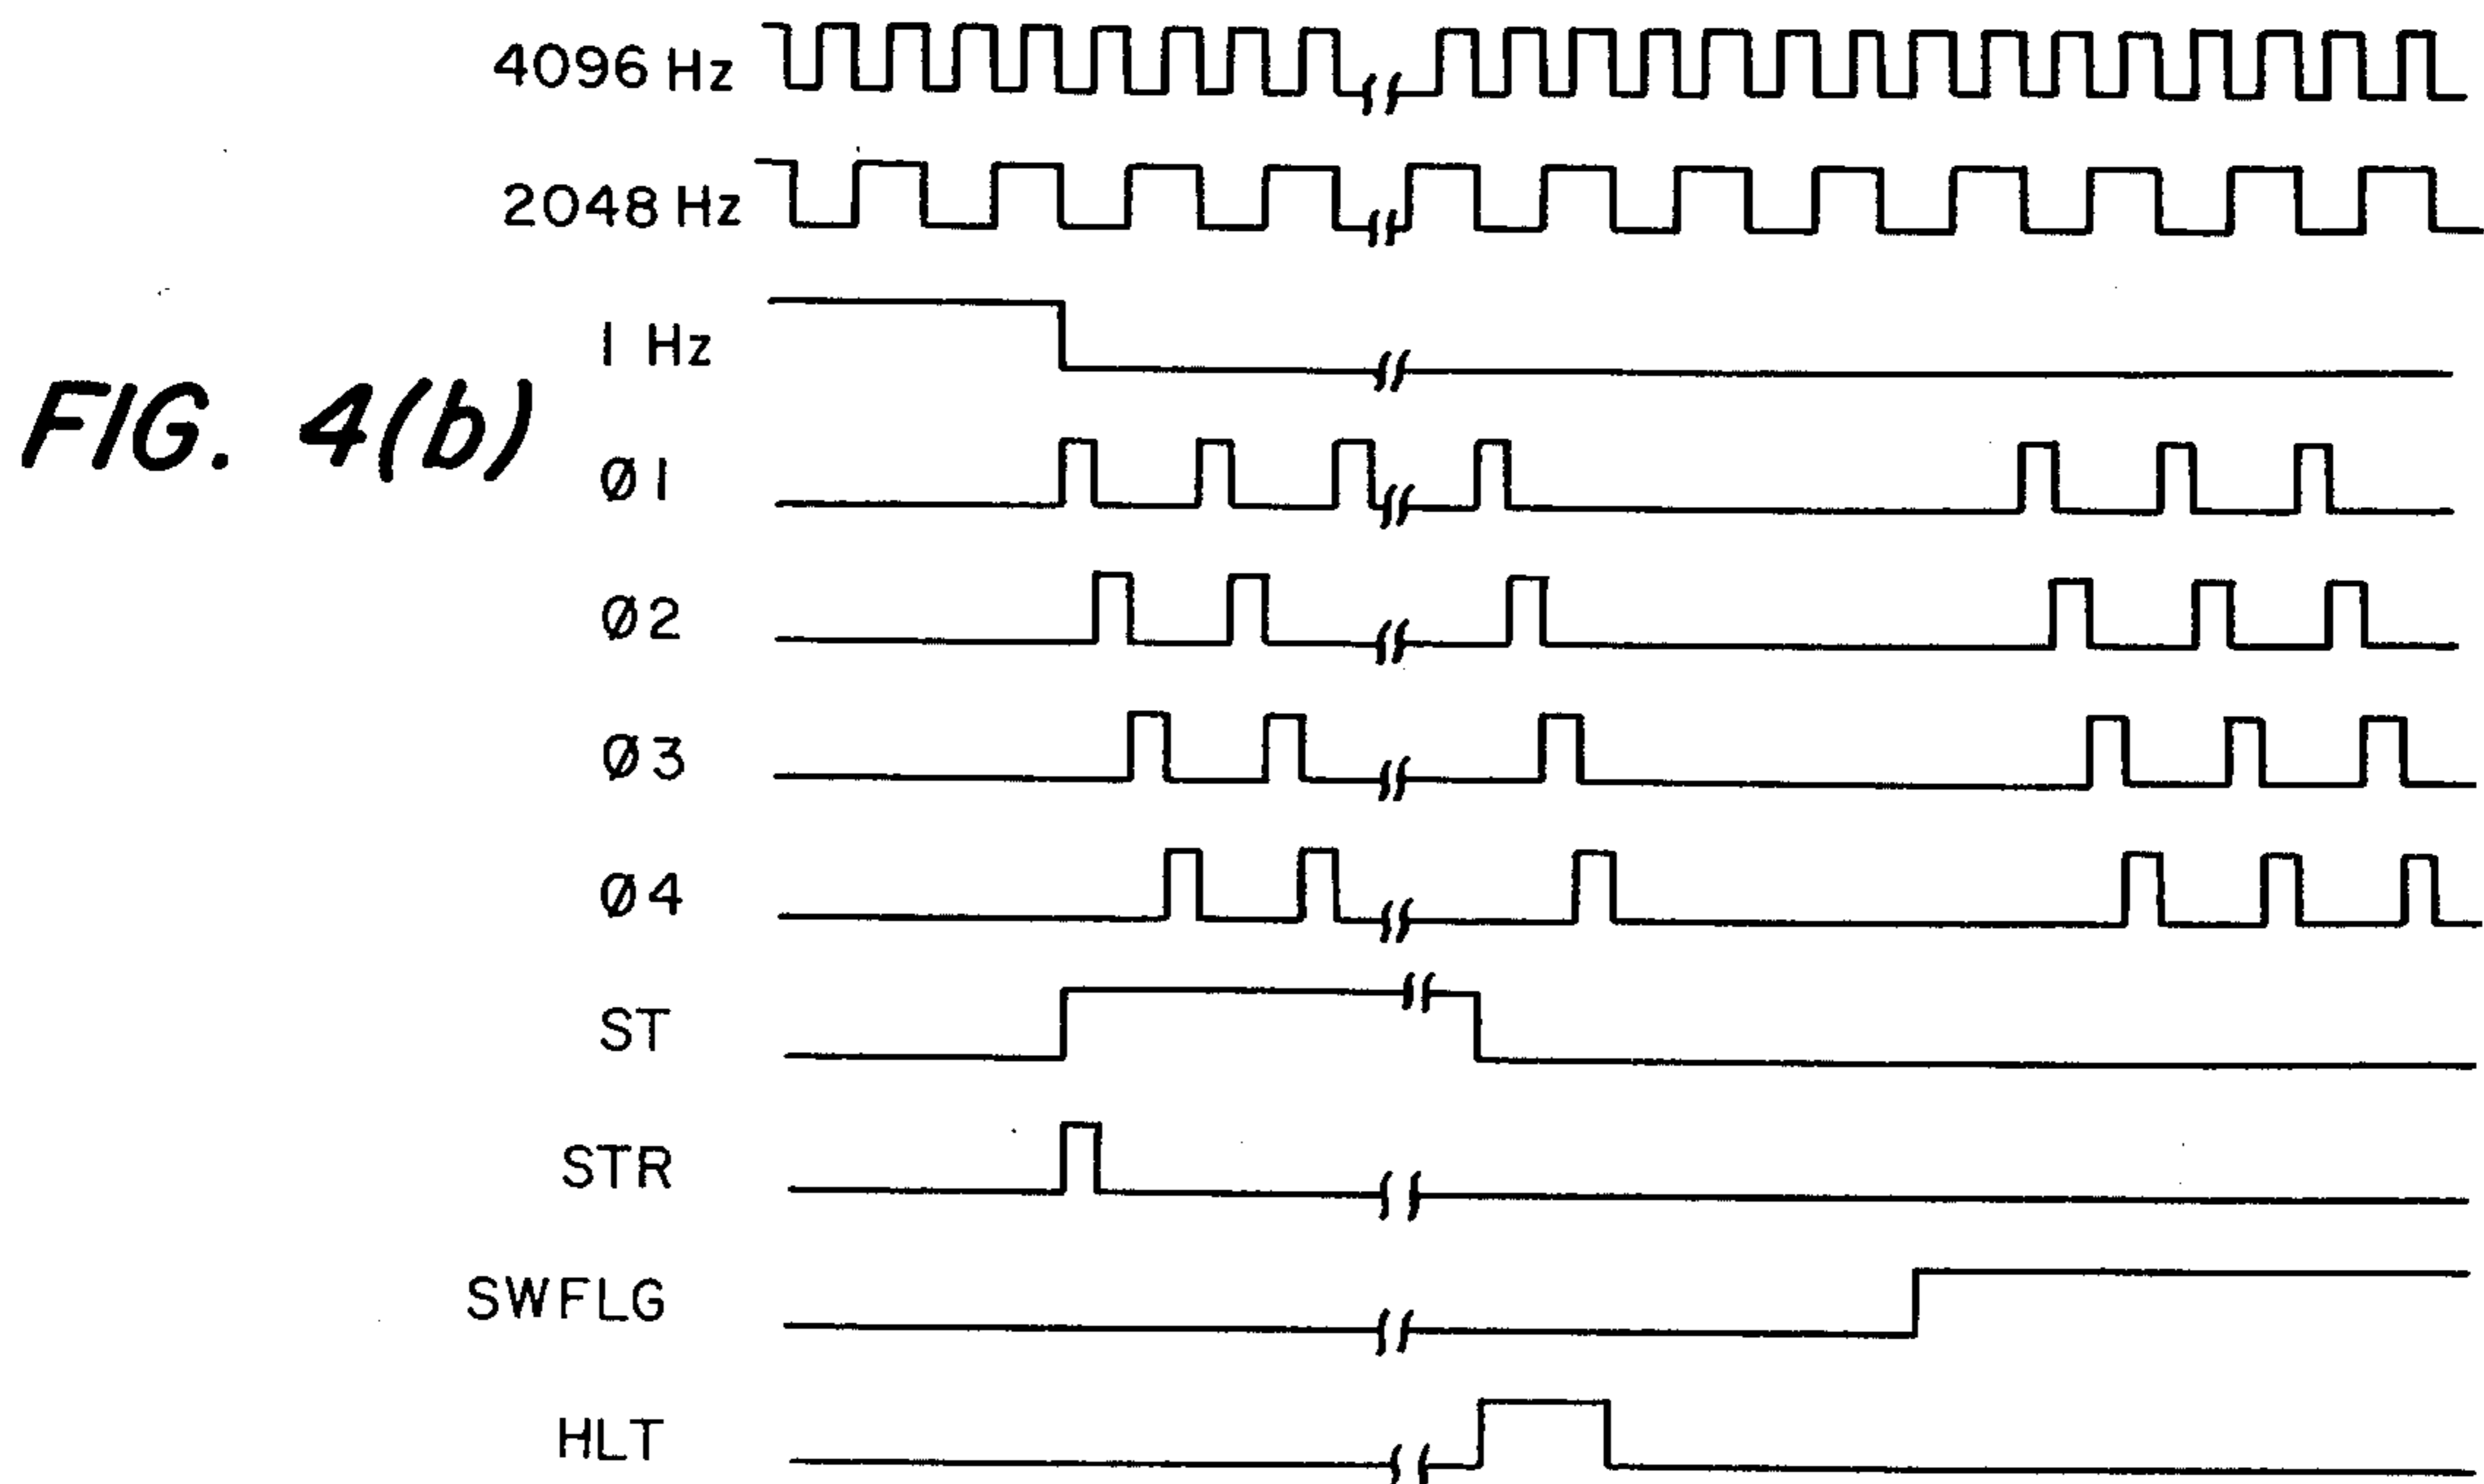 4096 Hz
2048 Hz
1 Hz
FIG. 4(b)
Ø1
Ø2
Ø3
Ø4
ST
STR
SWFLG
HLT